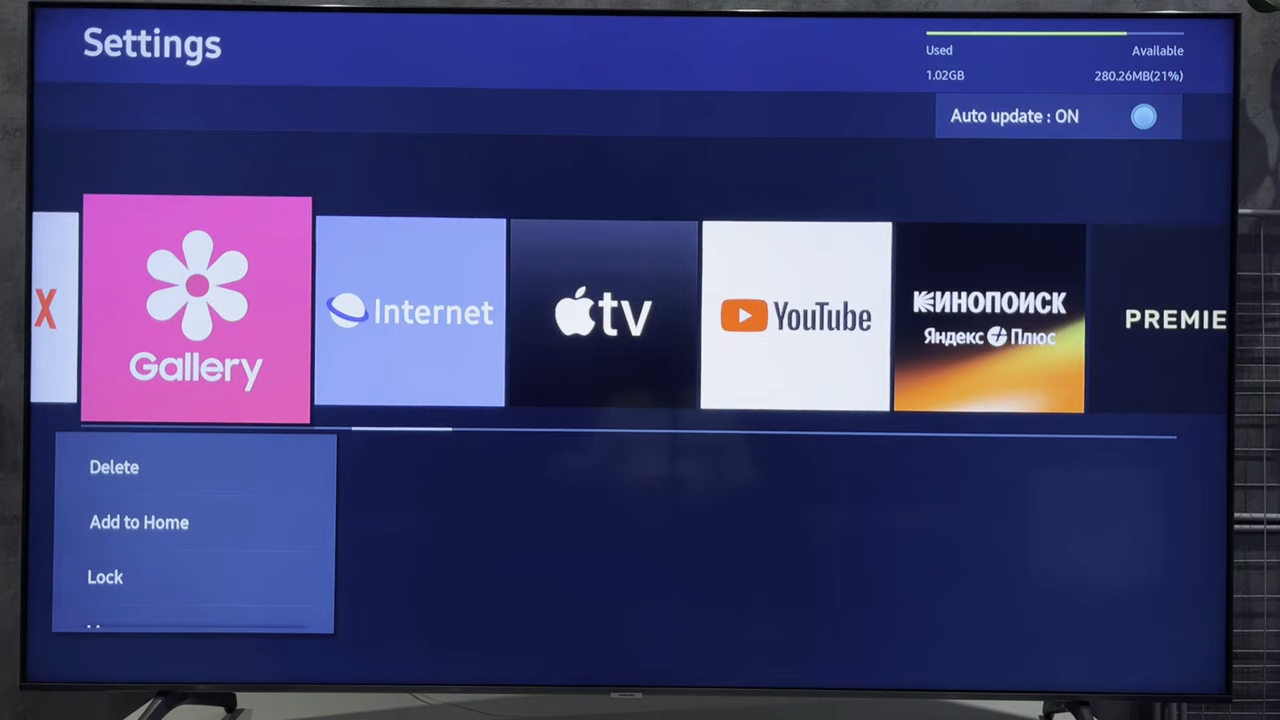 Settings
Used
Available
1.02GB
280.26MB(21%)
Auto update : ON
X
Gallery
Internet
tv
YouTube
КИНОПОИСК
Яндекс Плюс
PREMIE
Delete
Add to Home
Lock